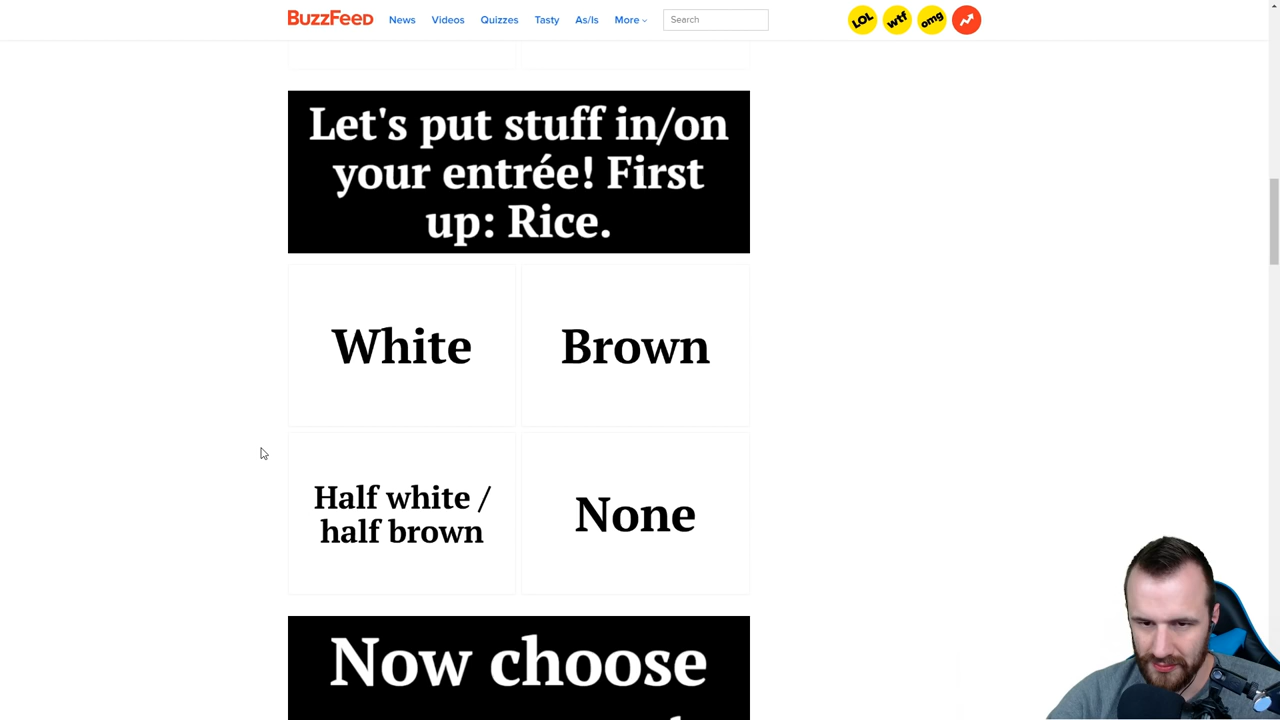 BuzzFeed News Videos Quizzes Tasty As/Is More Search LOL wtf omg
Let's put stuff in/on
your entrée! First
up: Rice.
White Brown
Half white /
half brown
None
Now choose